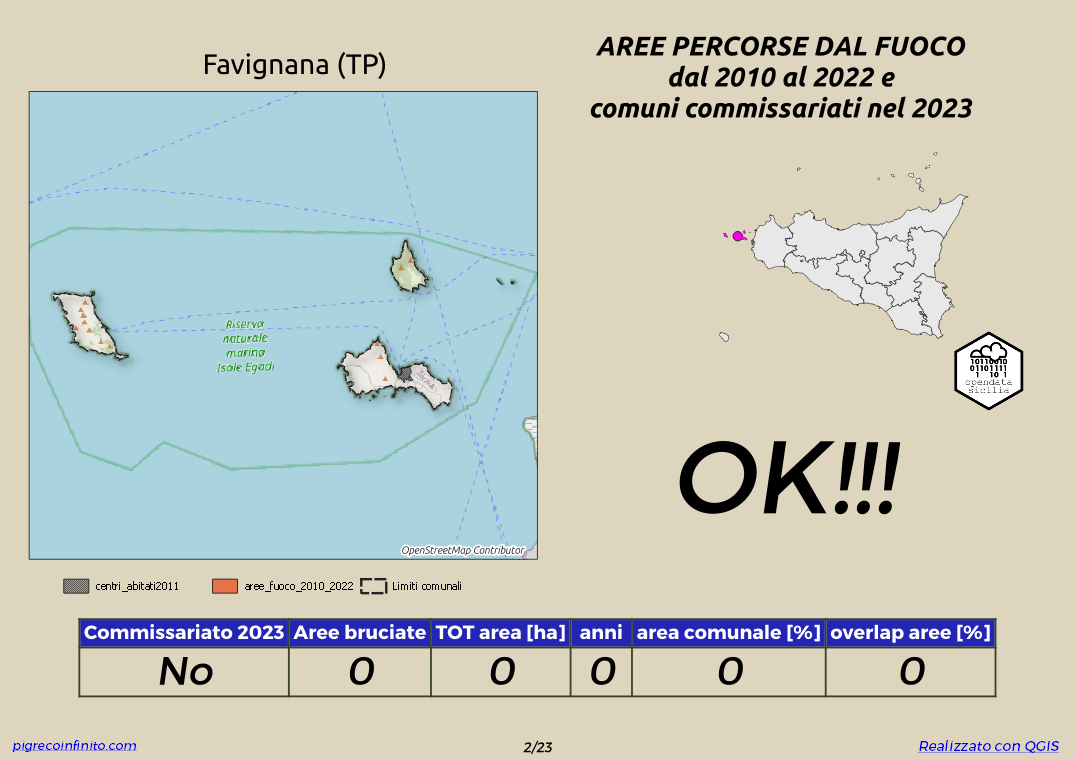 Favignana (TP)
AREE PERCORSE DAL FUOCO
dal 2010 al 2022 e
comuni commissariati nel 2023
Riserva
naturale
marina
Isole Egadi
OpenStreetMap Contributor
10110010
01101111
1 10 1
opendata
sicilia
OK!!!
centri_abitati2011 aree_fuoco_2010_2022 Limiti comunali
Commissariato 2023 Aree bruciate TOT area [ha] anni area comunale [%] overlap aree [%]
No 0 0 0 0 0
pigrecoinfinito.com 2/23 Realizzato con QGIS